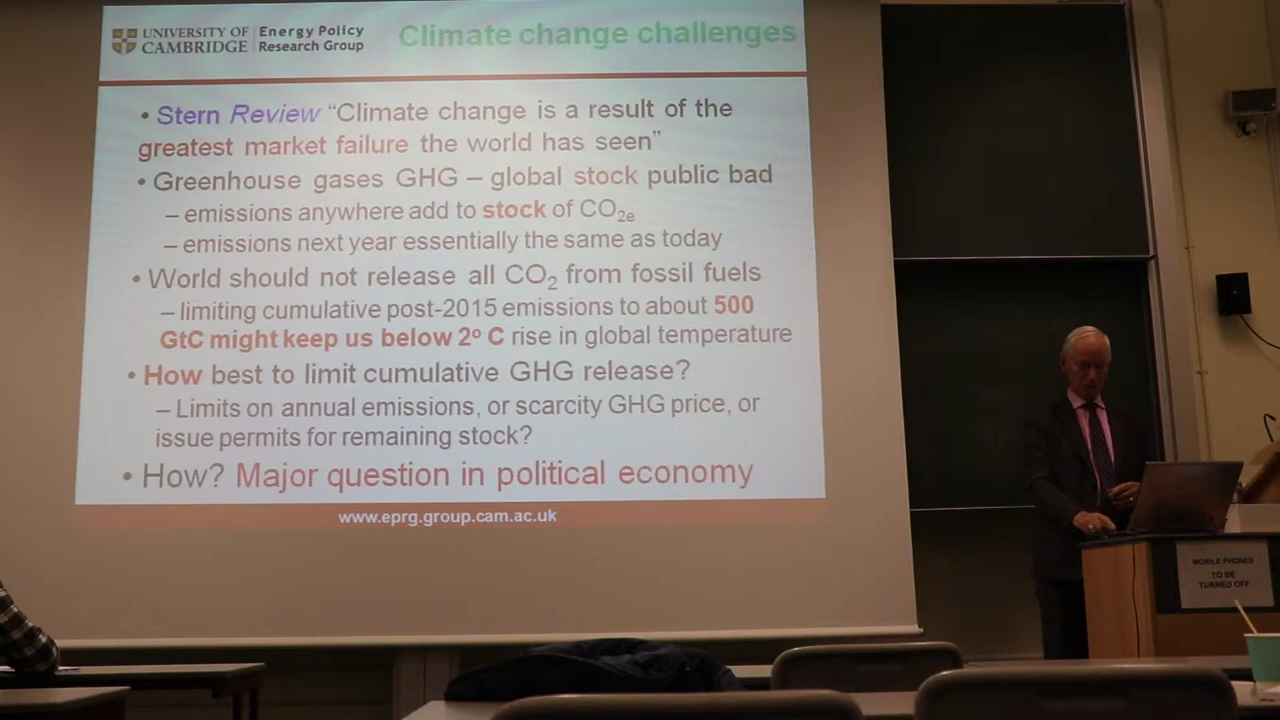 UNIVERSITY OF CAMBRIDGE
Energy Policy Research Group
Climate change challenges
• Stern Review “Climate change is a result of the
greatest market failure the world has seen”
• Greenhouse gases GHG – global stock public bad
– emissions anywhere add to stock of CO2e
– emissions next year essentially the same as today
• World should not release all CO2 from fossil fuels
– limiting cumulative post-2015 emissions to about 500
GtC might keep us below 2º C rise in global temperature
• How best to limit cumulative GHG release?
– Limits on annual emissions, or scarcity GHG price, or
issue permits for remaining stock?
• How? Major question in political economy
www.eprg.group.cam.ac.uk
MOBILE PHONES
TO BE
TURNED OFF